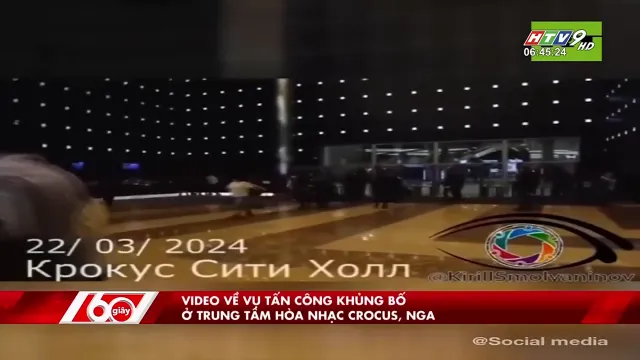 HTV9 HD
06:45:24
22/ 03/ 2024
Крокус Сити Холл
@KirillSmolyaninov
60 giây
VIDEO VỀ VỤ TẤN CÔNG KHỦNG BỐ
Ở TRUNG TÂM HÒA NHẠC CROCUS, NGA
@Social media